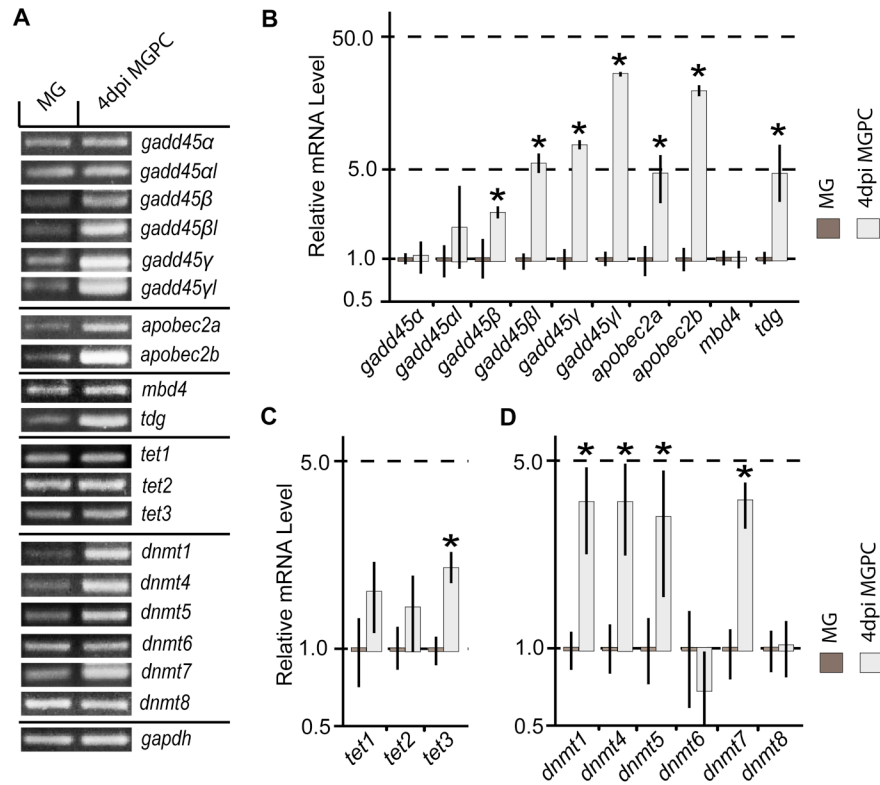 A
MG
4dpi MGPC
gadd45α
gadd45αl
gadd45β
gadd45βl
gadd45γ
gadd45γl
apobec2a
apobec2b
mbd4
tdg
tet1
tet2
tet3
dnmt1
dnmt4
dnmt5
dnmt6
dnmt7
dnmt8
gapdh
B
Relative mRNA Level
50.0
5.0
1.0
0.5
* * * * * * *
gadd45α
gadd45αl
gadd45β
gadd45βl
gadd45γ
gadd45γl
apobec2a
apobec2b
mbd4
tdg
MG
4dpi MGPC
C
Relative mRNA Level
5.0
1.0
0.5
*
tet1
tet2
tet3
D
5.0
1.0
0.5
* * * *
dnmt1
dnmt4
dnmt5
dnmt6
dnmt7
dnmt8
MG
4dpi MGPC